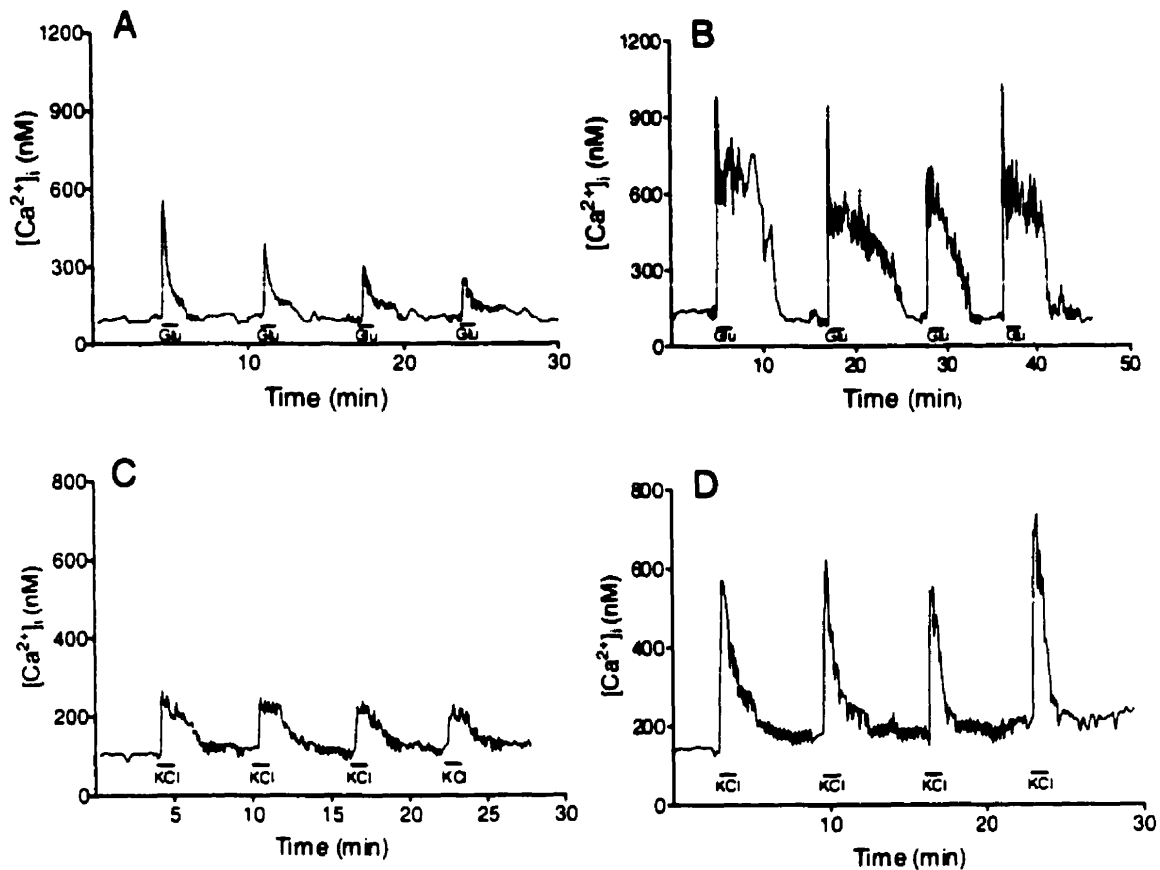 A
1200
900
600
300
0
[Ca2+]i (nM)
Glu Glu Glu Glu
0 10 20 30
Time (min)
B
1200
900
600
300
0
[Ca2+]i (nM)
Glu Glu Glu Glu
10 20 30 40 50
Time (min)
C
800
600
400
200
0
[Ca2+]i (nM)
KCl KCl KCl KCl
5 10 15 20 25 30
Time (min)
D
800
600
400
200
0
[Ca2+]i (nM)
KCl KCl KCl KCl
10 20 30
Time (min)